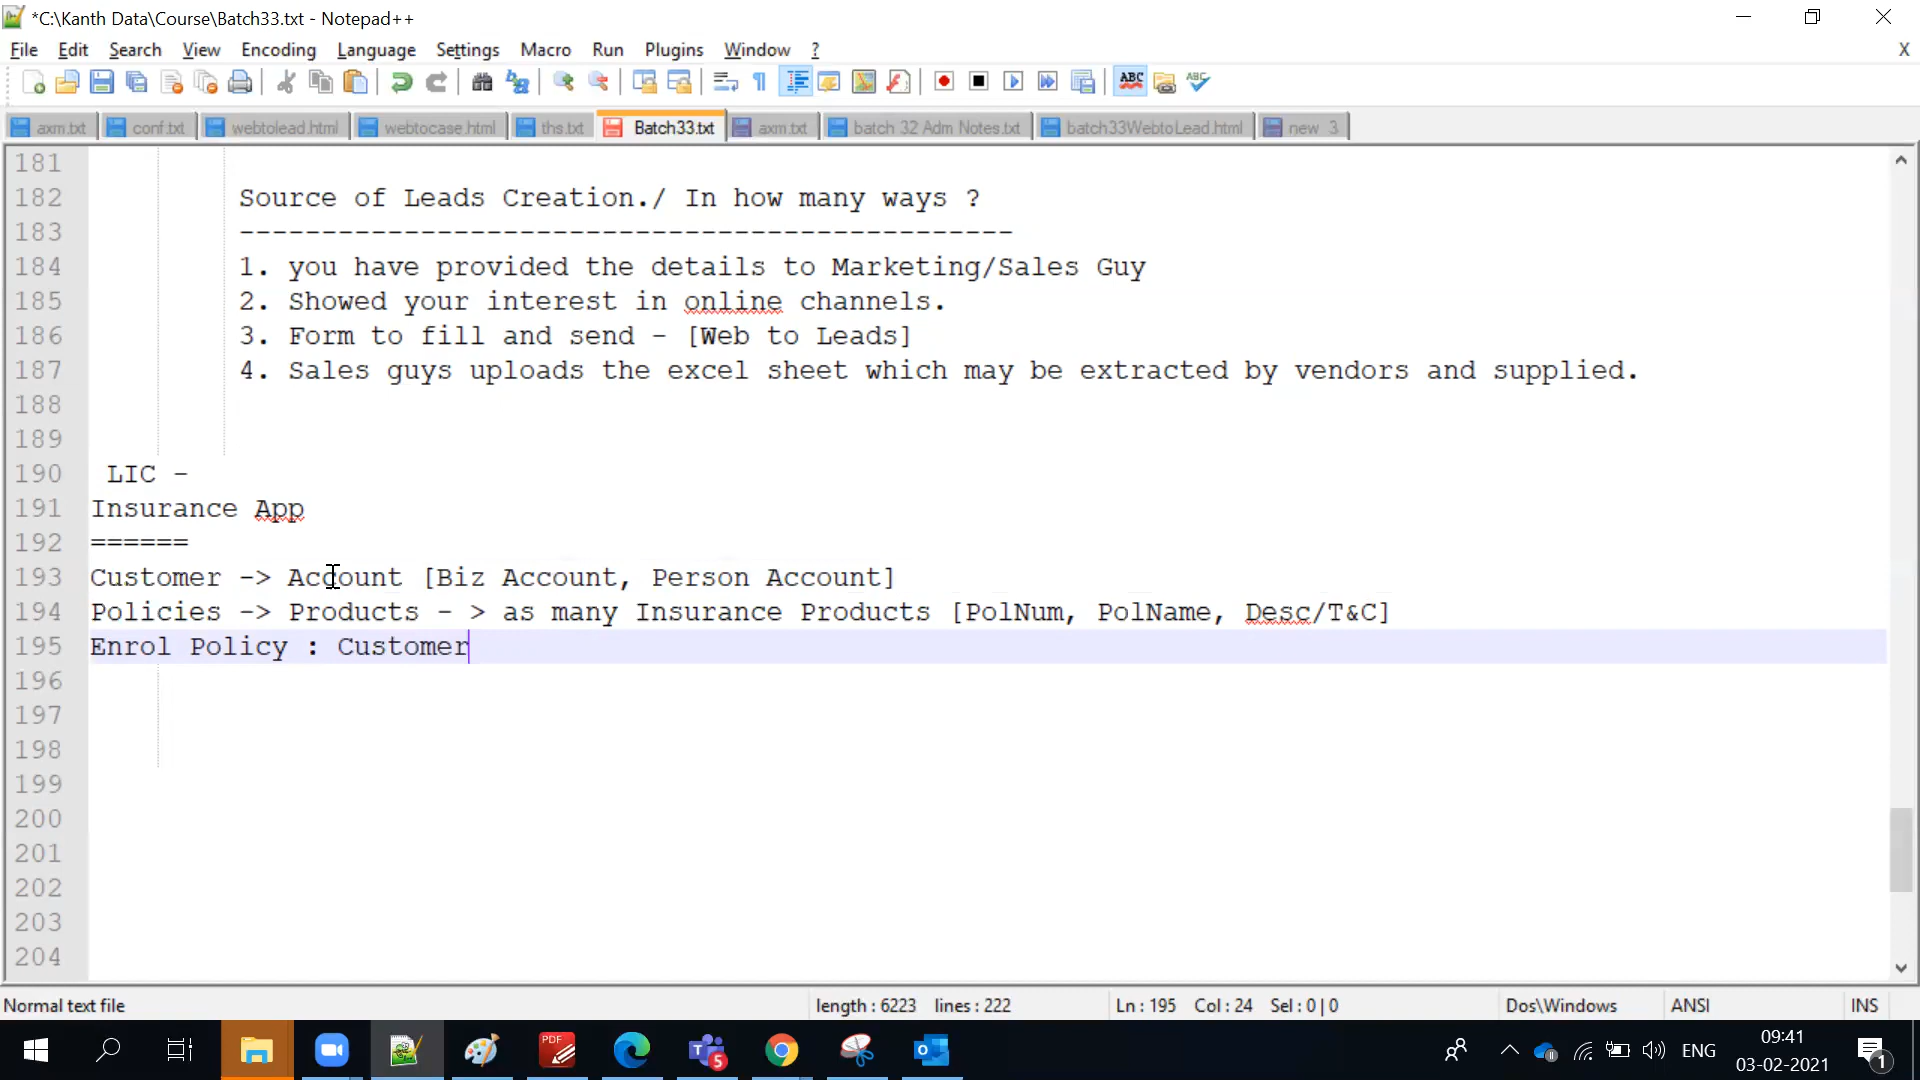 *C:\Kanth Data\Course\Batch33.txt - Notepad++
File Edit Search View Encoding Language Settings Macro Run Plugins Window ? X
axm.txt conf.txt webtolead.html webtocase.html ths.txt Batch33.txt axm.txt batch 32 Adm Notes.txt batch33WebtoLead.html new 3
181
182 Source of Leads Creation./ In how many ways ?
183 -----------------------------------------------
184 1. you have provided the details to Marketing/Sales Guy
185 2. Showed your interest in online channels.
186 3. Form to fill and send - [Web to Leads]
187 4. Sales guys uploads the excel sheet which may be extracted by vendors and supplied.
188
189
190 LIC -
191 Insurance App
192 ======
193 Customer -> Account [Biz Account, Person Account]
194 Policies -> Products - > as many Insurance Products [PolNum, PolName, Desc/T&C]
195 Enrol Policy : Customer
196
197
198
199
200
201
202
203
204
Normal text file length : 6223 lines : 222 Ln : 195 Col : 24 Sel : 0 | 0 Dos\Windows ANSI INS
PDF 5 ENG 09:41 1
03-02-2021